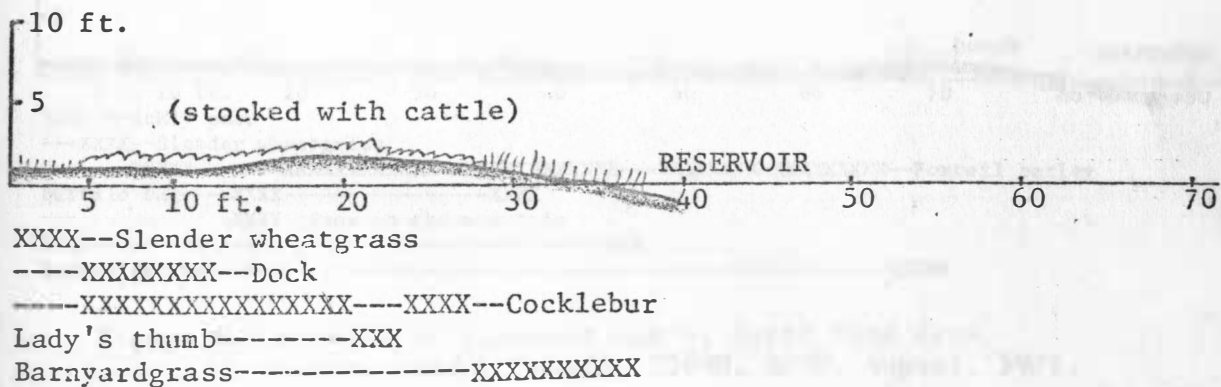 10 ft.
5
(stocked with cattle)
RESERVOIR
5 10 ft. 20 30 40 50 60 70
XXXX--Slender wheatgrass
----XXXXXXXX--Dock
----XXXXXXXXXXXXXXXX---XXXX--Cocklebur
Lady's thumb--------XXX
Barnyardgrass--------------XXXXXXXXXX